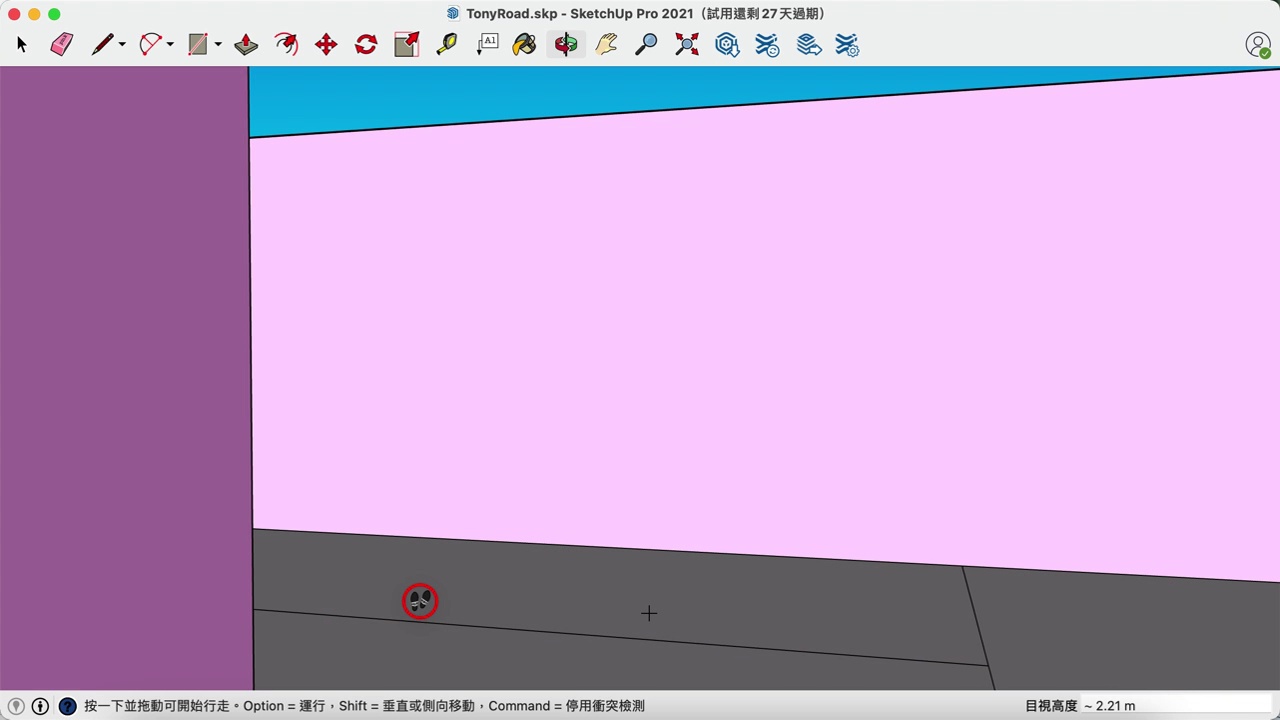 TonyRoad.skp - SketchUp Pro 2021（試用還剩 27 天過期）
A1
?
按一下並拖動可開始行走。Option = 運行，Shift = 垂直或側向移動，Command = 停用衝突檢測
目視高度 ~ 2.21 m